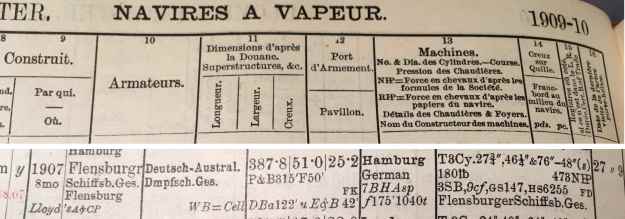 TER. NAVIRES A VAPEUR. 1909-10
8 9 10 11 12 13 14
Construit.
Par qui.
Où.
Armateurs.
Dimensions d'après
la Douane.
Superstructures, &c.
Longueur. Largeur. Creux.
Port
d'Armement.
Pavillon.
Machines.
No. & Dia. des Cylindres.—Course.
Pression des Chaudières.
NHP=Force en chevaux d'après les
formules de la Société.
RHP=Force en chevaux d'après les
papiers du navire.
Détails des Chaudières & Foyers.
Nom du Constructeur des machines.
Creux
sur
Quille.
Franc-
bord au
milieu du
navire.
pds. pc.
Hamburg
m y 1907 Flensburgr Deutsch-Austral. 387·8 51·0 25·2 Hamburg T3Cy.27¾",46½"&76"–48"(s) 27·9
8mo Schiffsb.Ges. Dmpfsch.Ges. P&B315'F50' German 180lb 478NH
Flensburg FK 7BHAsp 3SB,9cf,GS147,HS6255 FD
Lloyd's A&CP WB=CellDBa122'u.E&B 42' f175'1040t FlensburgerSchiffsb.Ges.